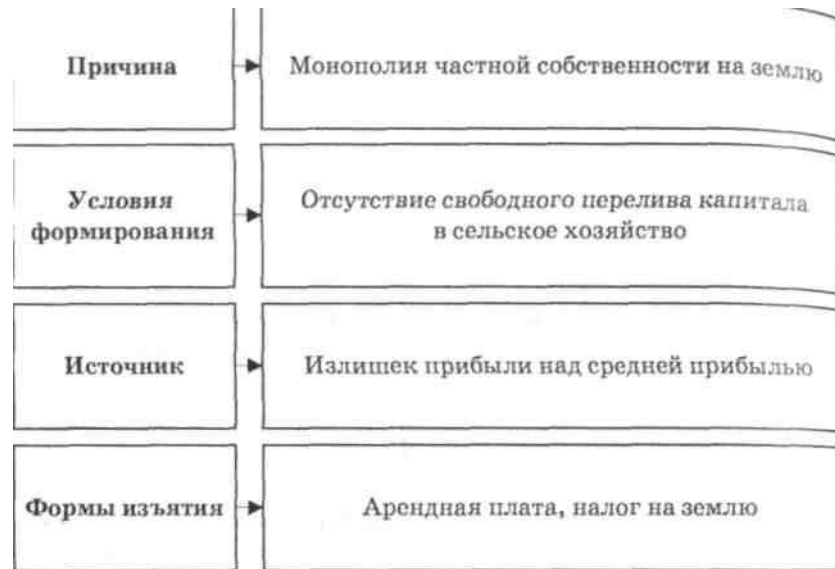 Причина
Монополия частной собственности на землю
Условия
формирования
Отсутствие свободного перелива капитала
в сельское хозяйство
Источник
Излишек прибыли над средней прибылью
Формы изъятия
Арендная плата, налог на землю